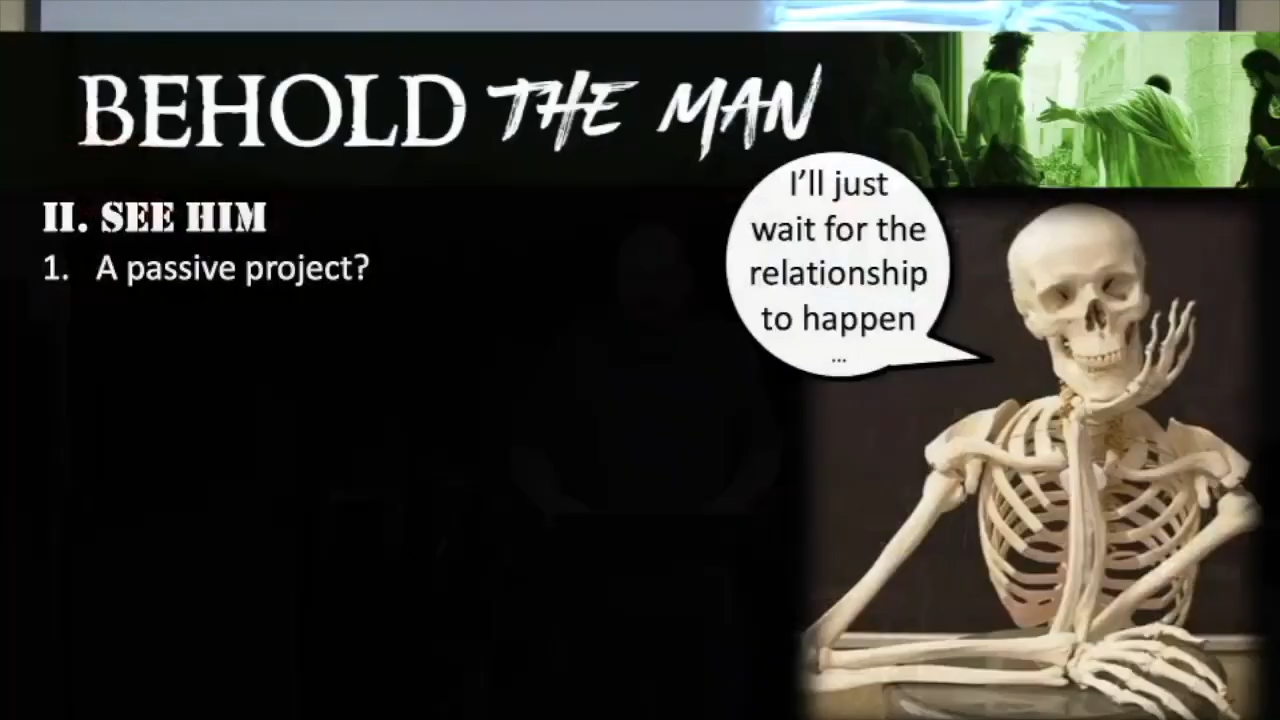 BEHOLD THE MAN
I'll just
wait for the
relationship
to happen
...
II. SEE HIM
1. A passive project?